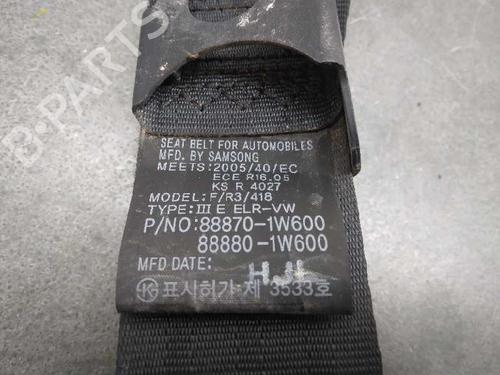 B-PARTS
SEAT BELT FOR AUTOMOBILES
MFD. BY SAMSONG
MEETS: 2005/40/EC
ECE R16.05
KS R 4027
MODEL: F/R3/418
TYPE: III E ELR-VW
P/NO: 88870-1W600
88880-1W600
MFD DATE: HJL
표시허가 제 3533호